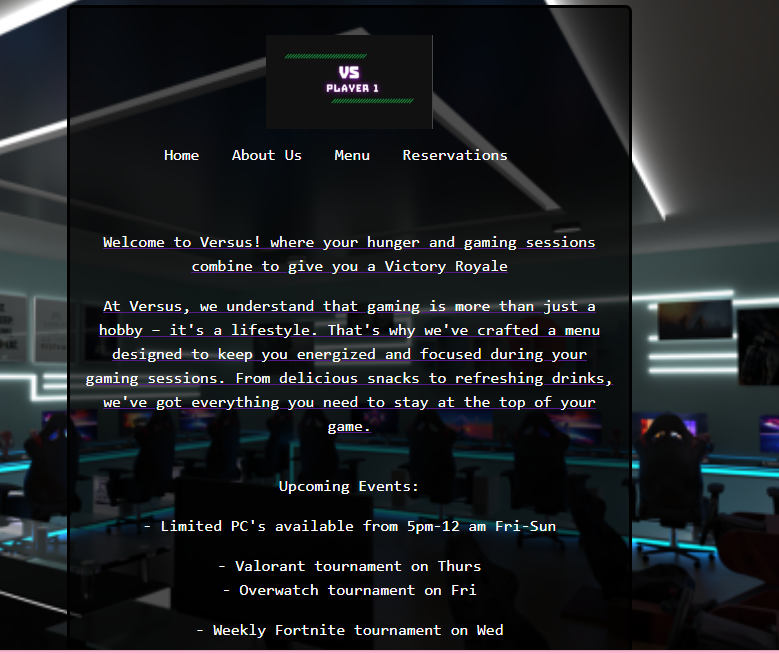 VS
PLAYER 1
Home About Us Menu Reservations
Welcome to Versus! where your hunger and gaming sessions
combine to give you a Victory Royale
At Versus, we understand that gaming is more than just a
hobby – it's a lifestyle. That's why we've crafted a menu
designed to keep you energized and focused during your
gaming sessions. From delicious snacks to refreshing drinks,
we've got everything you need to stay at the top of your
game.
Upcoming Events:
- Limited PC's available from 5pm-12 am Fri-Sun
- Valorant tournament on Thurs
- Overwatch tournament on Fri
- Weekly Fortnite tournament on Wed